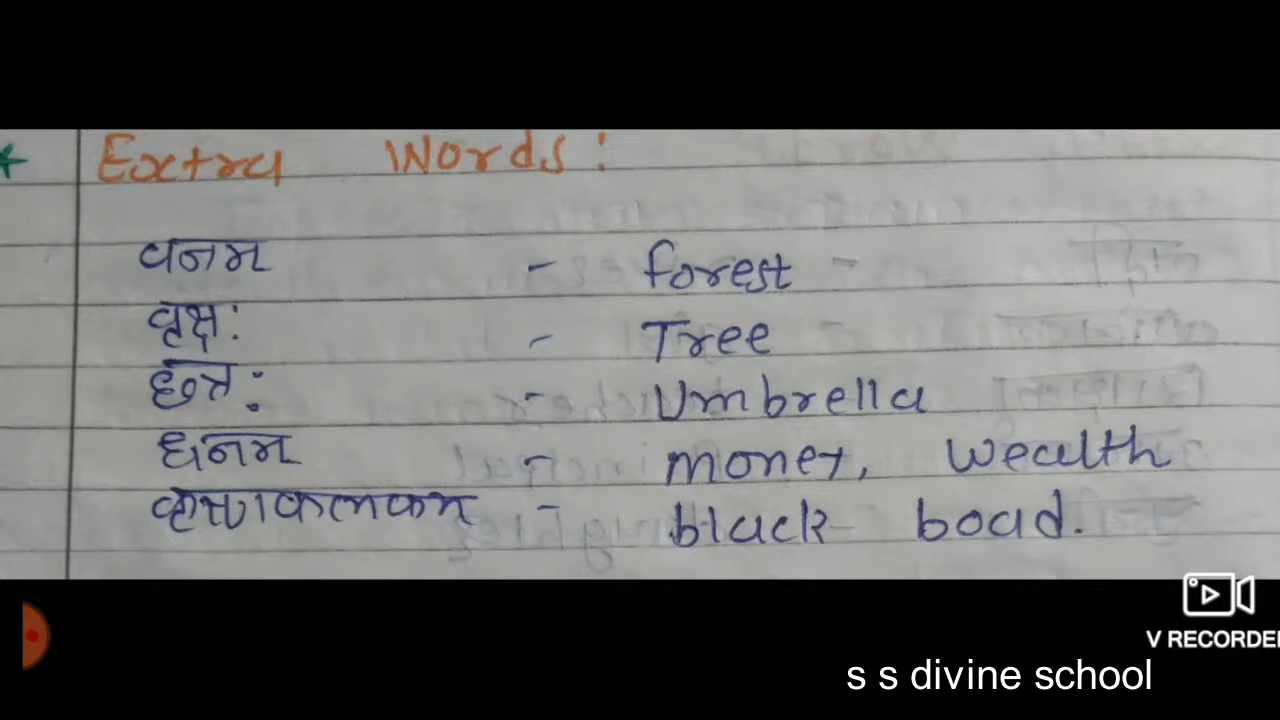 Extra Words:
वनम - forest -
वृक्ष: - Tree
छत्र: - Umbrella
धनम - money, wealth
कृष्णफलकम - black boad.
V RECORDER
s s divine school